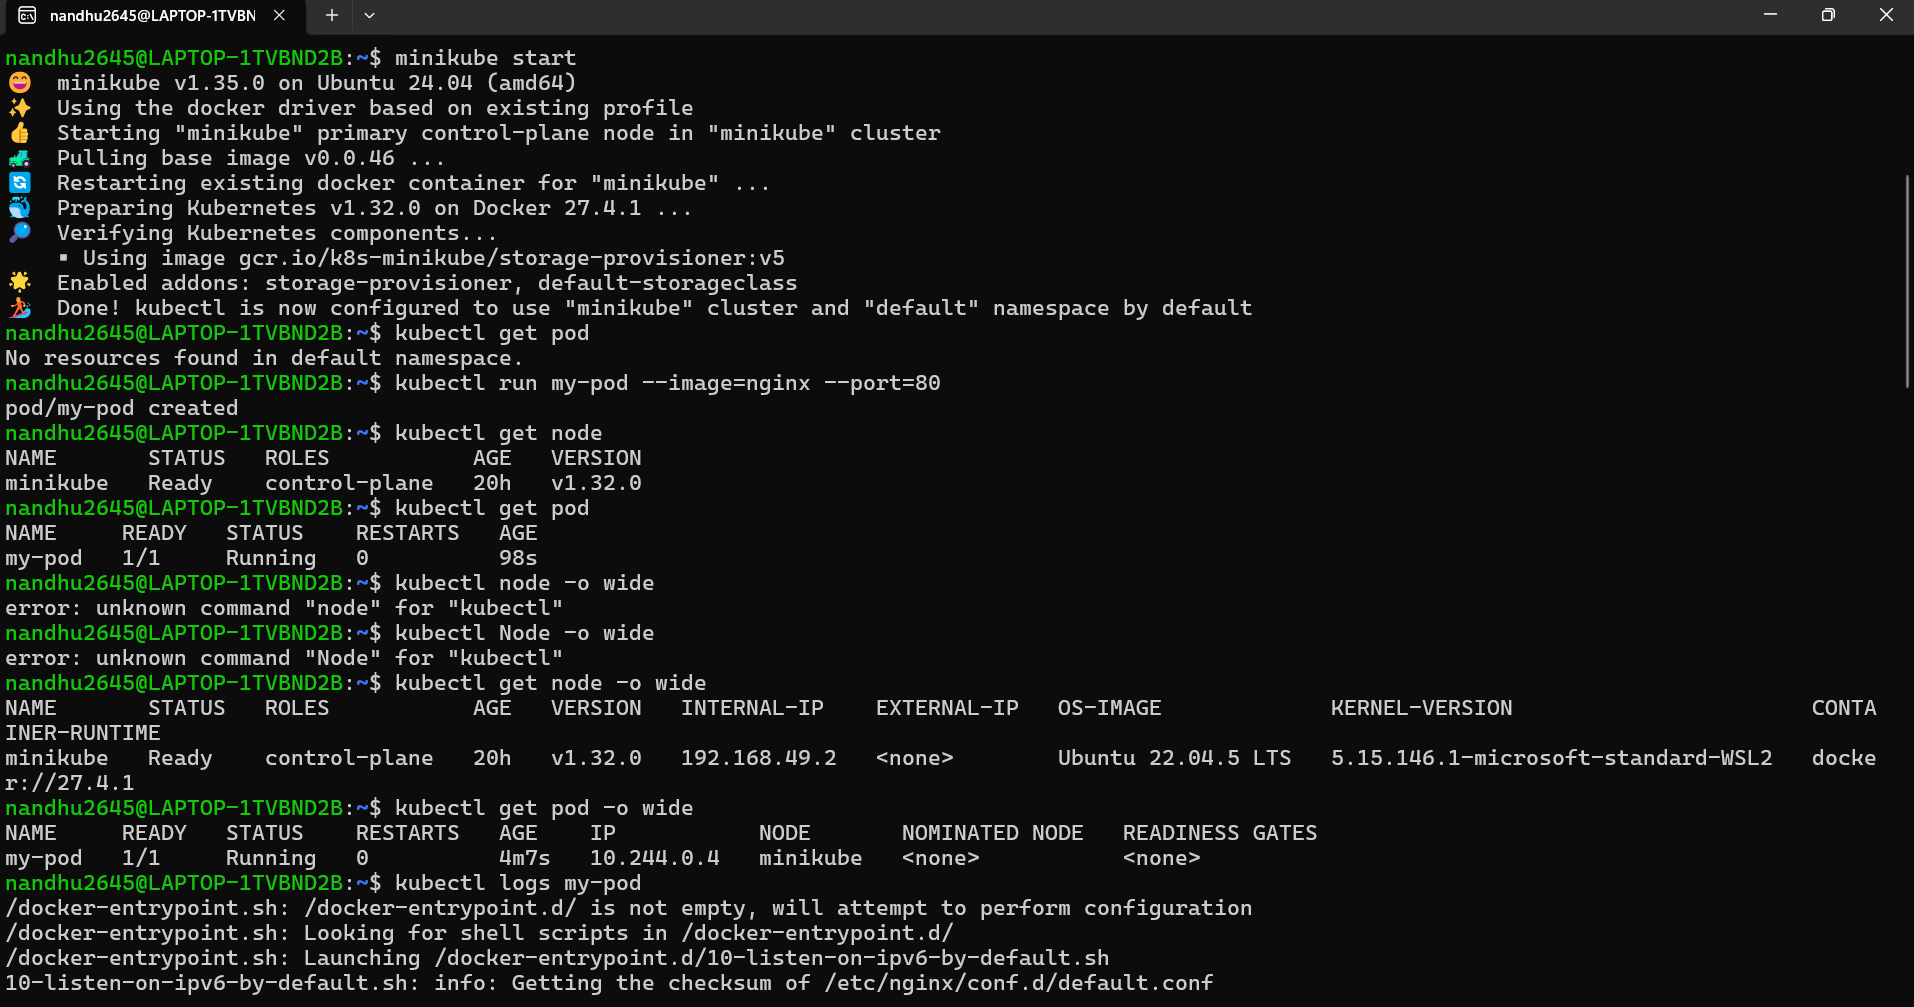 nandhu2645@LAPTOP-1TVBN
nandhu2645@LAPTOP-1TVBND2B:~$ minikube start
minikube v1.35.0 on Ubuntu 24.04 (amd64)
Using the docker driver based on existing profile
Starting "minikube" primary control-plane node in "minikube" cluster
Pulling base image v0.0.46 ...
Restarting existing docker container for "minikube" ...
Preparing Kubernetes v1.32.0 on Docker 27.4.1 ...
Verifying Kubernetes components...
▪ Using image gcr.io/k8s-minikube/storage-provisioner:v5
Enabled addons: storage-provisioner, default-storageclass
Done! kubectl is now configured to use "minikube" cluster and "default" namespace by default
nandhu2645@LAPTOP-1TVBND2B:~$ kubectl get pod
No resources found in default namespace.
nandhu2645@LAPTOP-1TVBND2B:~$ kubectl run my-pod --image=nginx --port=80
pod/my-pod created
nandhu2645@LAPTOP-1TVBND2B:~$ kubectl get node
NAME       STATUS   ROLES           AGE   VERSION
minikube   Ready    control-plane   20h   v1.32.0
nandhu2645@LAPTOP-1TVBND2B:~$ kubectl get pod
NAME     READY   STATUS    RESTARTS   AGE
my-pod   1/1     Running   0          98s
nandhu2645@LAPTOP-1TVBND2B:~$ kubectl node -o wide
error: unknown command "node" for "kubectl"
nandhu2645@LAPTOP-1TVBND2B:~$ kubectl Node -o wide
error: unknown command "Node" for "kubectl"
nandhu2645@LAPTOP-1TVBND2B:~$ kubectl get node -o wide
NAME       STATUS   ROLES           AGE   VERSION   INTERNAL-IP    EXTERNAL-IP   OS-IMAGE             KERNEL-VERSION                       CONTA
INER-RUNTIME
minikube   Ready    control-plane   20h   v1.32.0   192.168.49.2   <none>        Ubuntu 22.04.5 LTS   5.15.146.1-microsoft-standard-WSL2   docke
r://27.4.1
nandhu2645@LAPTOP-1TVBND2B:~$ kubectl get pod -o wide
NAME     READY   STATUS    RESTARTS   AGE    IP           NODE       NOMINATED NODE   READINESS GATES
my-pod   1/1     Running   0          4m7s   10.244.0.4   minikube   <none>           <none>
nandhu2645@LAPTOP-1TVBND2B:~$ kubectl logs my-pod
/docker-entrypoint.sh: /docker-entrypoint.d/ is not empty, will attempt to perform configuration
/docker-entrypoint.sh: Looking for shell scripts in /docker-entrypoint.d/
/docker-entrypoint.sh: Launching /docker-entrypoint.d/10-listen-on-ipv6-by-default.sh
10-listen-on-ipv6-by-default.sh: info: Getting the checksum of /etc/nginx/conf.d/default.conf